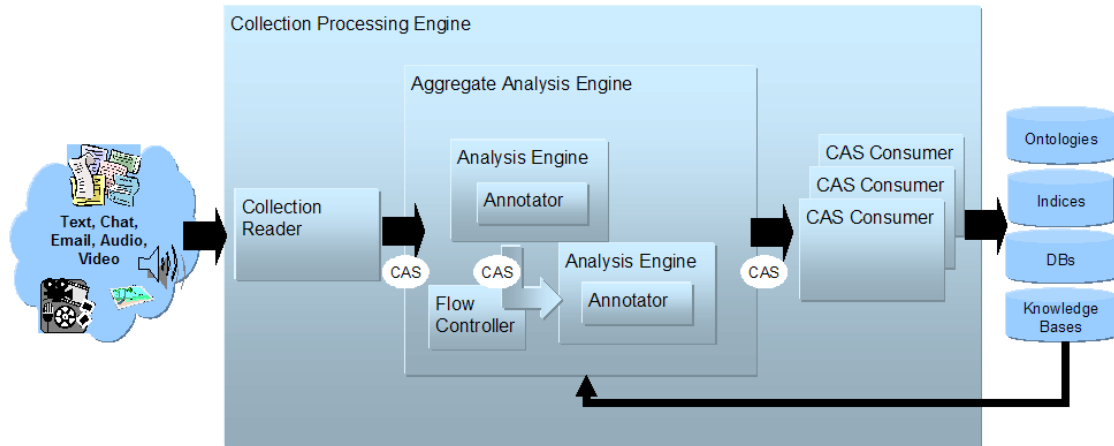 Collection Processing Engine
Aggregate Analysis Engine
Text, Chat,
Email, Audio,
Video
Collection
Reader
CAS
Analysis Engine
Annotator
CAS
Flow
Controller
Analysis Engine
Annotator
CAS
CAS Consumer
CAS Consumer
CAS Consumer
Ontologies
Indices
DBs
Knowledge
Bases